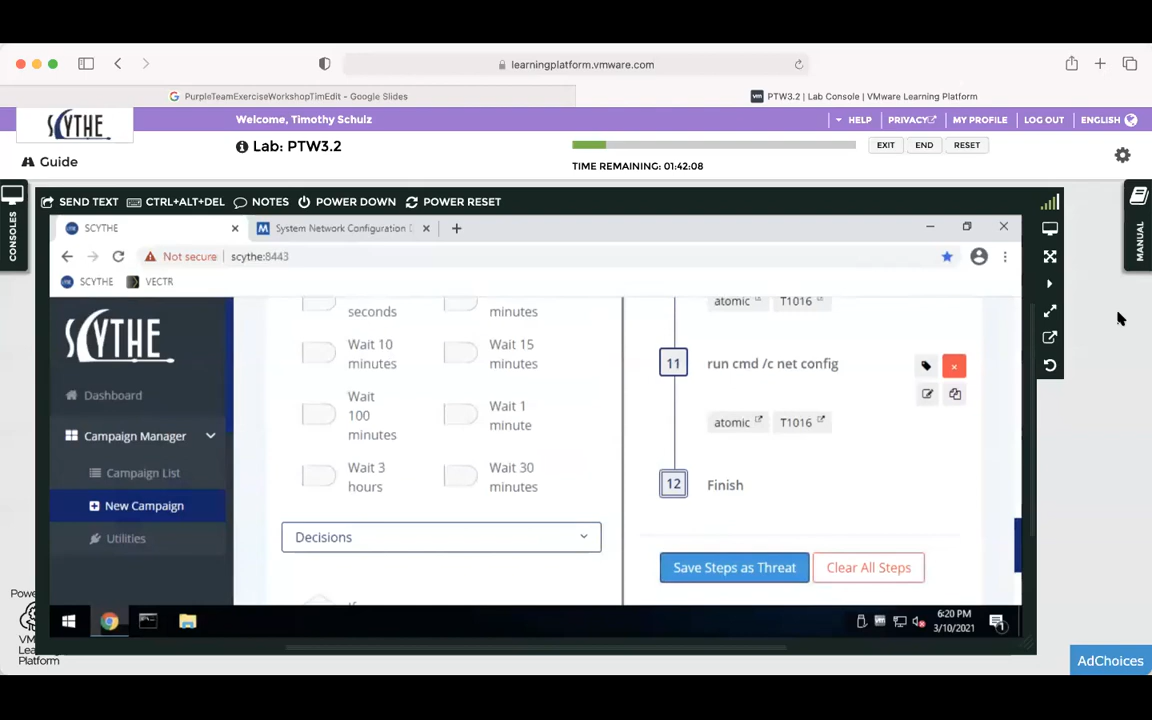 learningplatform.vmware.com
PurpleTeamExerciseWorkshopTimEdit - Google Slides
PTW3.2 | Lab Console | VMware Learning Platform
SCYTHE
Welcome, Timothy Schulz
HELP
PRIVACY
MY PROFILE
LOG OUT
ENGLISH
Guide
Lab: PTW3.2
EXIT
END
RESET
TIME REMAINING: 01:42:08
CONSOLES
MANUAL
SEND TEXT
CTRL+ALT+DEL
NOTES
POWER DOWN
POWER RESET
SCYTHE
System Network Configuration
Not secure
scythe:8443
SCYTHE
VECTR
SCYTHE
Dashboard
Campaign Manager
Campaign List
New Campaign
Utilities
seconds
minutes
Wait 10
minutes
Wait 15
minutes
Wait
100
minutes
Wait 1
minute
Wait 3
hours
Wait 30
minutes
Decisions
atomic
T1016
11
run cmd /c net config
atomic
T1016
12
Finish
Save Steps as Threat
Clear All Steps
6:20 PM
3/10/2021
1
Platform
AdChoices